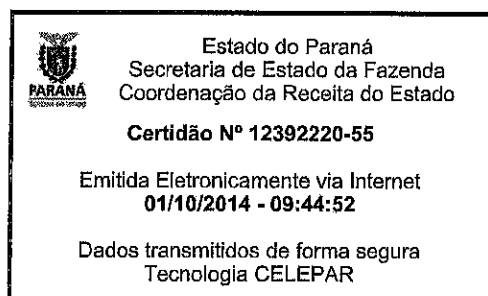 PARANÁ
Estado do Paraná
Secretaria de Estado da Fazenda
Coordenação da Receita do Estado
Certidão Nº 12392220-55
Emitida Eletronicamente via Internet
01/10/2014 - 09:44:52
Dados transmitidos de forma segura
Tecnologia CELEPAR